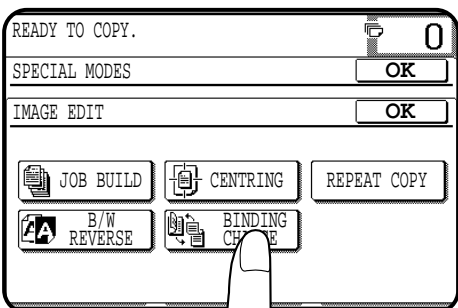 READY TO COPY.
0
SPECIAL MODES
OK
IMAGE EDIT
OK
JOB BUILD
CENTRING
REPEAT COPY
B/W
REVERSE
BINDING